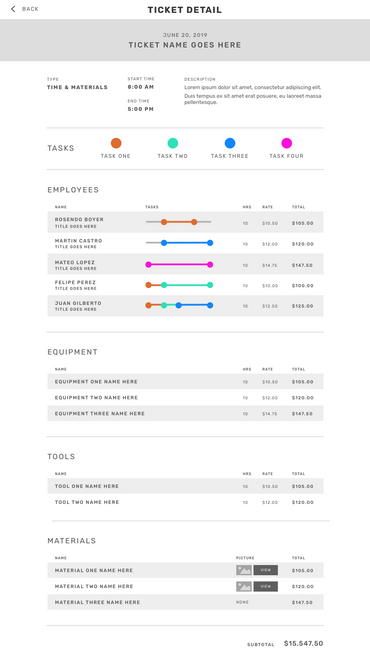 BACK
TICKET DETAIL
JUNE 20, 2019
TICKET NAME GOES HERE
TYPE
TIME & MATERIALS
START TIME
8:00 AM
END TIME
5:00 PM
DESCRIPTION
Lorem ipsum dolor sit amet, consectetur adipiscing elit.
Duis tempus ex sit amet erat posuere, eu laoreet massa
pellentesque.
TASKS
TASK ONE TASK TWO TASK THREE TASK FOUR
EMPLOYEES
NAME TASKS HRS RATE TOTAL
ROSENDO BOYER
TITLE GOES HERE
10 $10.50 $105.00
MARTIN CASTRO
TITLE GOES HERE
10 $12.00 $120.00
MATEO LOPEZ
TITLE GOES HERE
10 $14.75 $147.50
FELIPE PEREZ
TITLE GOES HERE
10 $10.00 $100.00
JUAN GILBERTO
TITLE GOES HERE
10 $12.50 $125.00
EQUIPMENT
NAME HRS RATE TOTAL
EQUIPMENT ONE NAME HERE 10 $10.50 $105.00
EQUIPMENT TWO NAME HERE 10 $12.00 $120.00
EQUIPMENT THREE NAME HERE 10 $14.75 $147.50
TOOLS
NAME HRS RATE TOTAL
TOOL ONE NAME HERE 10 $10.50 $105.00
TOOL TWO NAME HERE 10 $12.00 $120.00
MATERIALS
NAME PICTURE TOTAL
MATERIAL ONE NAME HERE VIEW $105.00
MATERIAL TWO NAME HERE VIEW $120.00
MATERIAL THREE NAME HERE NONE $147.50
SUBTOTAL $15,547.50